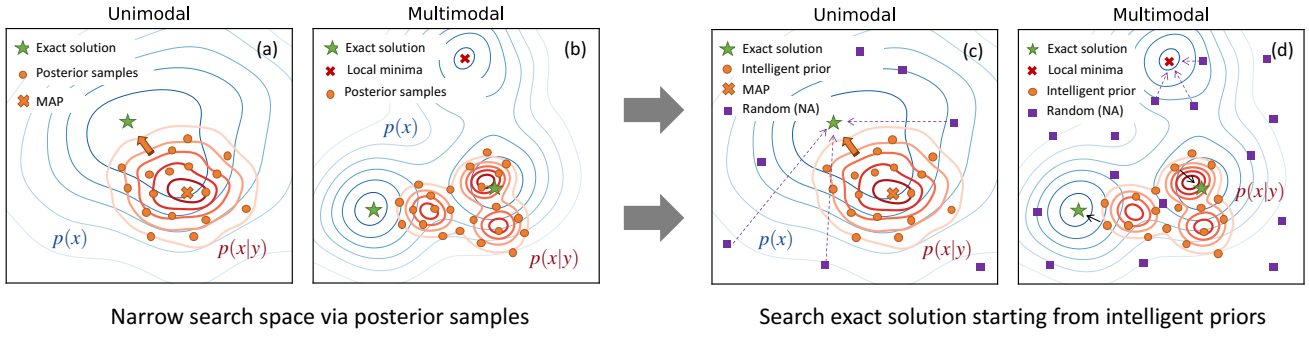 Unimodal
(a)
Exact solution
Posterior samples
MAP
p(x)
p(x|y)
Multimodal
(b)
Exact solution
Local minima
Posterior samples
p(x)
p(x|y)
Narrow search space via posterior samples
Unimodal
(c)
Exact solution
Intelligent prior
MAP
Random (NA)
p(x)
p(x|y)
Multimodal
(d)
Exact solution
Local minima
Intelligent prior
Random (NA)
p(x|y)
Search exact solution starting from intelligent priors